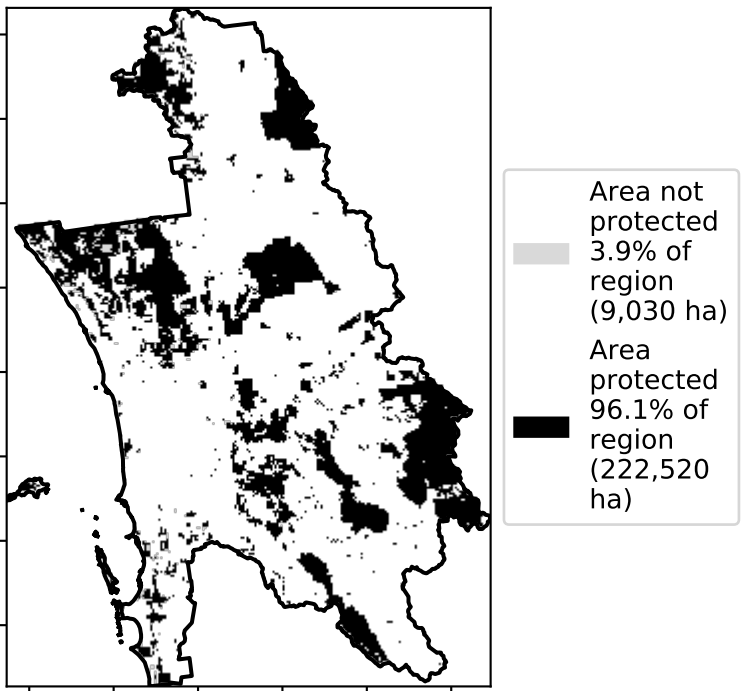 Area not
protected
3.9% of
region
(9,030 ha)
Area
protected
96.1% of
region
(222,520
ha)